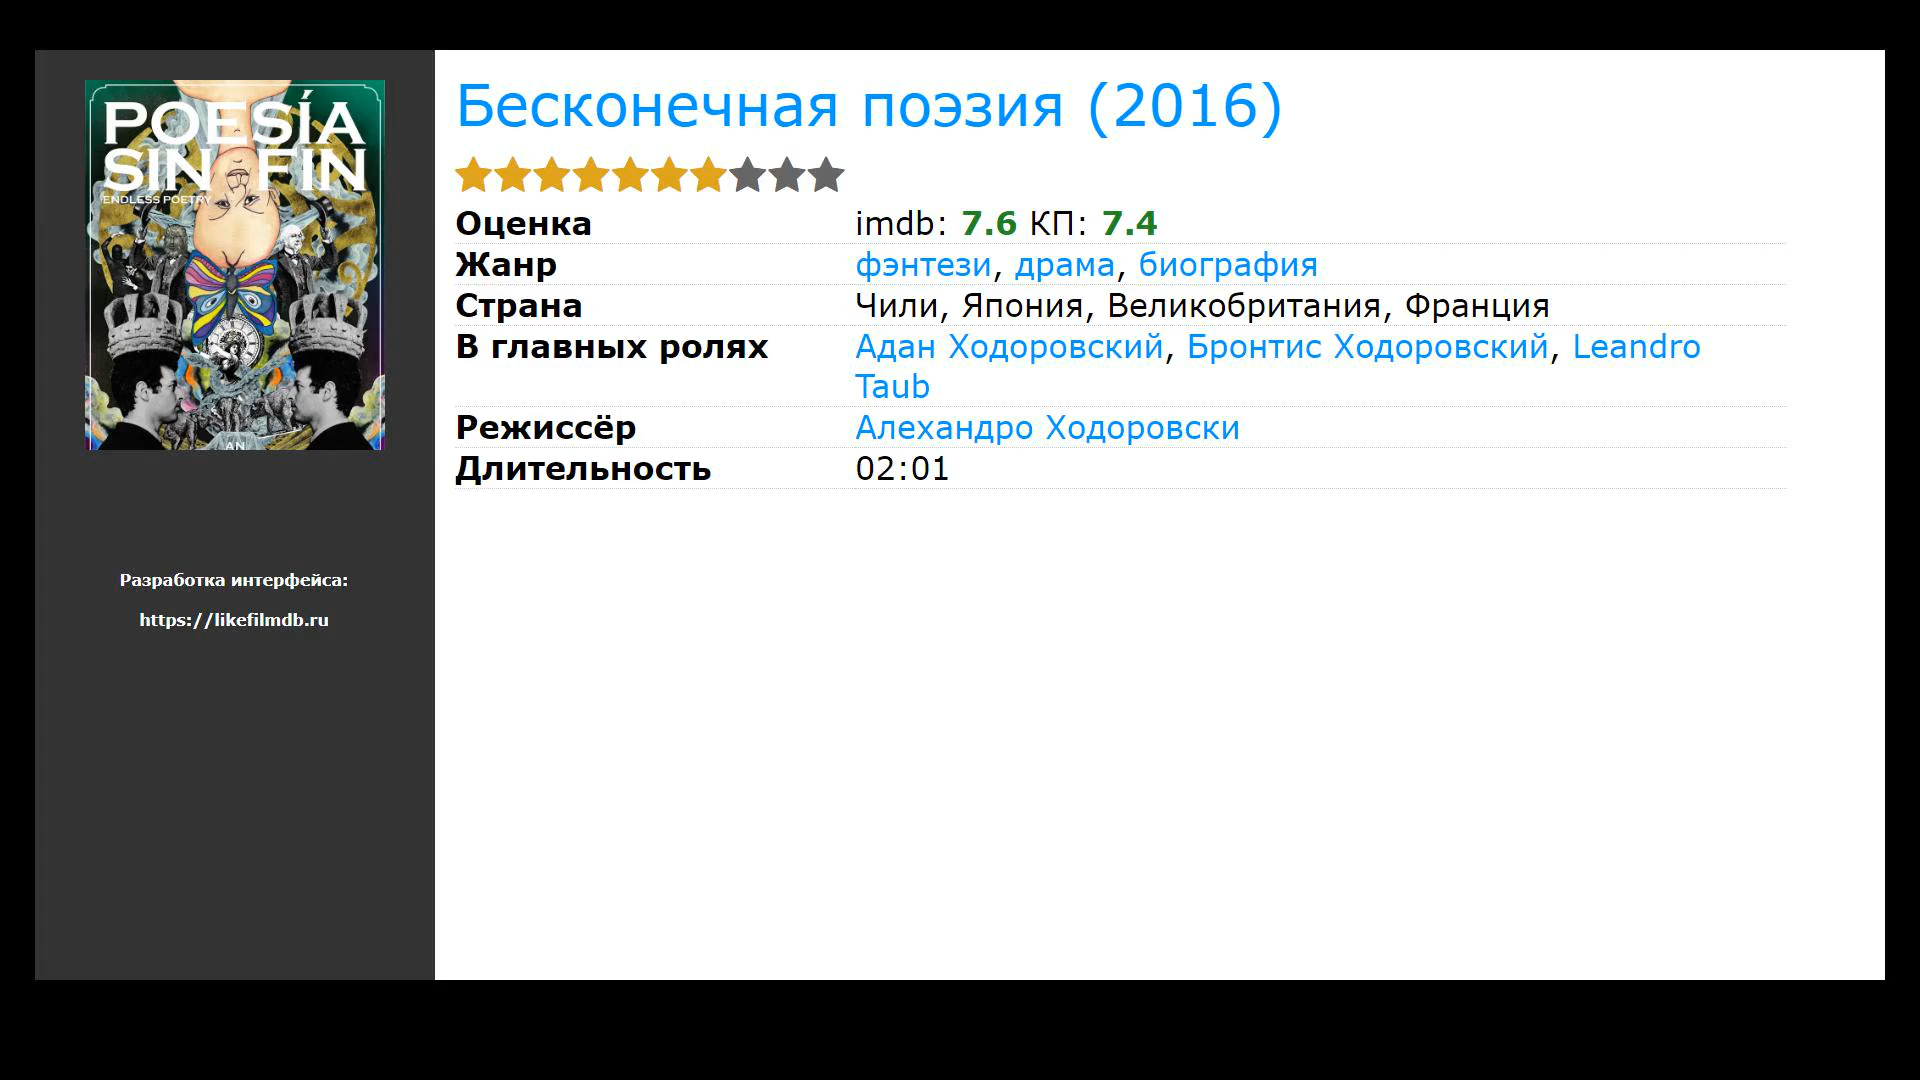 POESÍA
SIN FIN
ENDLESS POETRY
AN
Разработка интерфейса:
https://likefilmdb.ru
Бесконечная поэзия (2016)
Оценка imdb: 7.6 КП: 7.4
Жанр фэнтези, драма, биография
Страна Чили, Япония, Великобритания, Франция
В главных ролях Адан Ходоровский, Бронтис Ходоровский, Leandro
Taub
Режиссёр Алехандро Ходоровски
Длительность 02:01